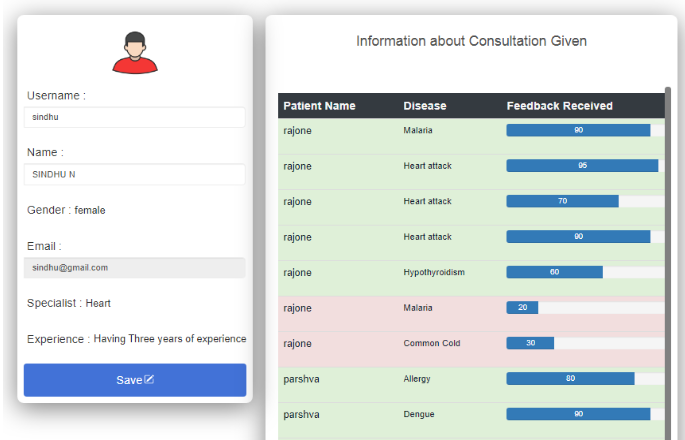 Username :
sindhu
Name :
SINDHU N
Gender : female
Email :
sindhu@gmail.com
Specialist : Heart
Experience : Having Three years of experience
Save
Information about Consultation Given
Patient Name Disease Feedback Received
rajone Malaria 90
rajone Heart attack 95
rajone Heart attack 70
rajone Heart attack 90
rajone Hypothyroidism 60
rajone Malaria 20
rajone Common Cold 30
parshva Allergy 80
parshva Dengue 90